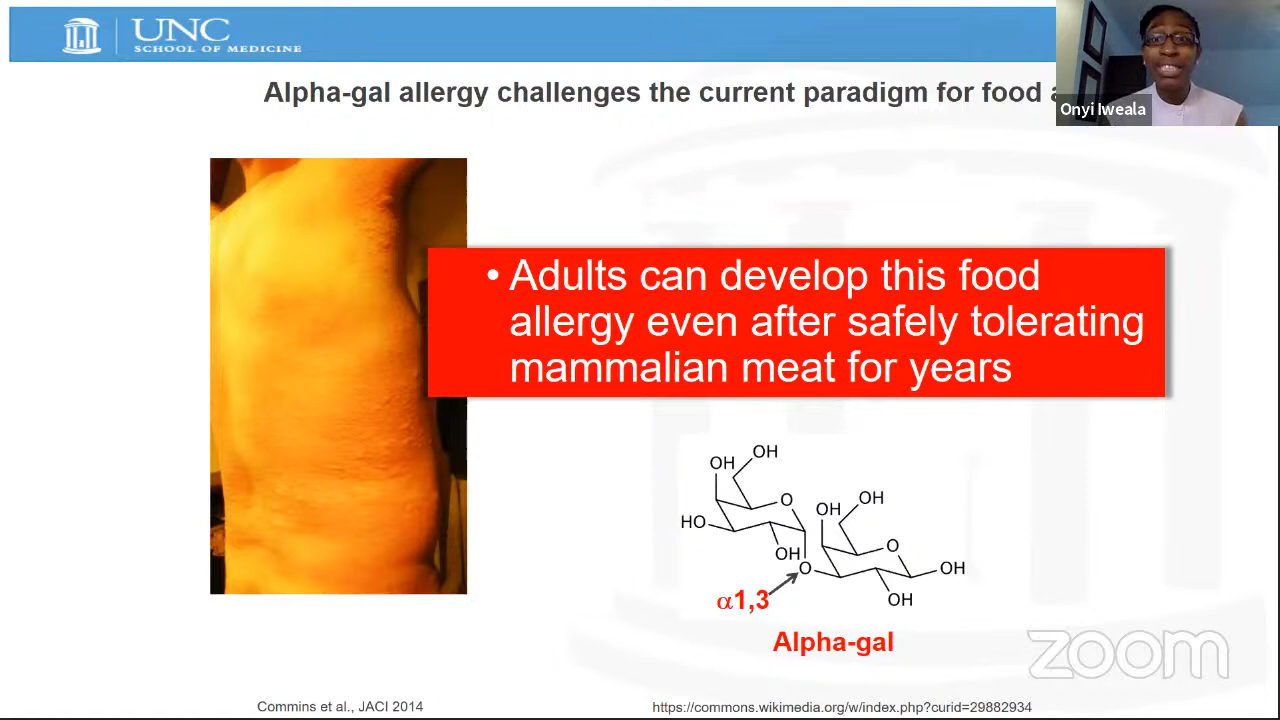 UNC
SCHOOL OF MEDICINE
Alpha-gal allergy challenges the current paradigm for food
Onyi Iweala
• Adults can develop this food
allergy even after safely tolerating
mammalian meat for years
OH
OH
O
HO
OH
O
OH
OH
O
OH
OH
α1,3
Alpha-gal
zoom
Commins et al., JACI 2014
https://commons.wikimedia.org/w/index.php?curid=29882934